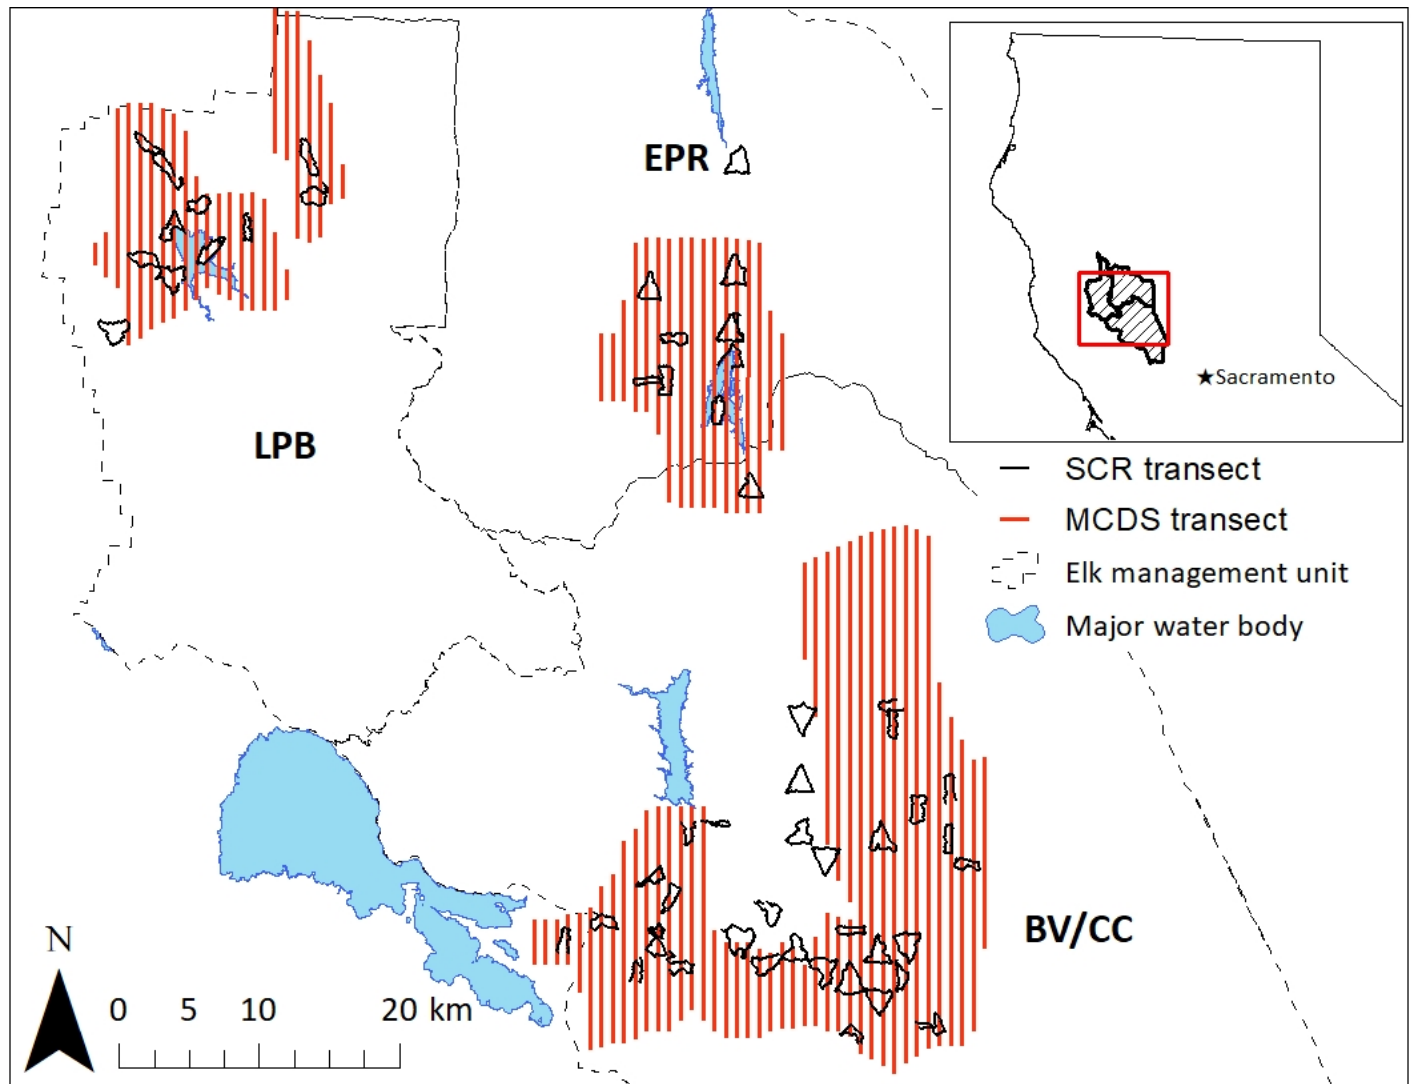 EPR
★Sacramento
LPB
SCR transect
MCDS transect
Elk management unit
Major water body
BV/CC
N
0 5 10 20 km